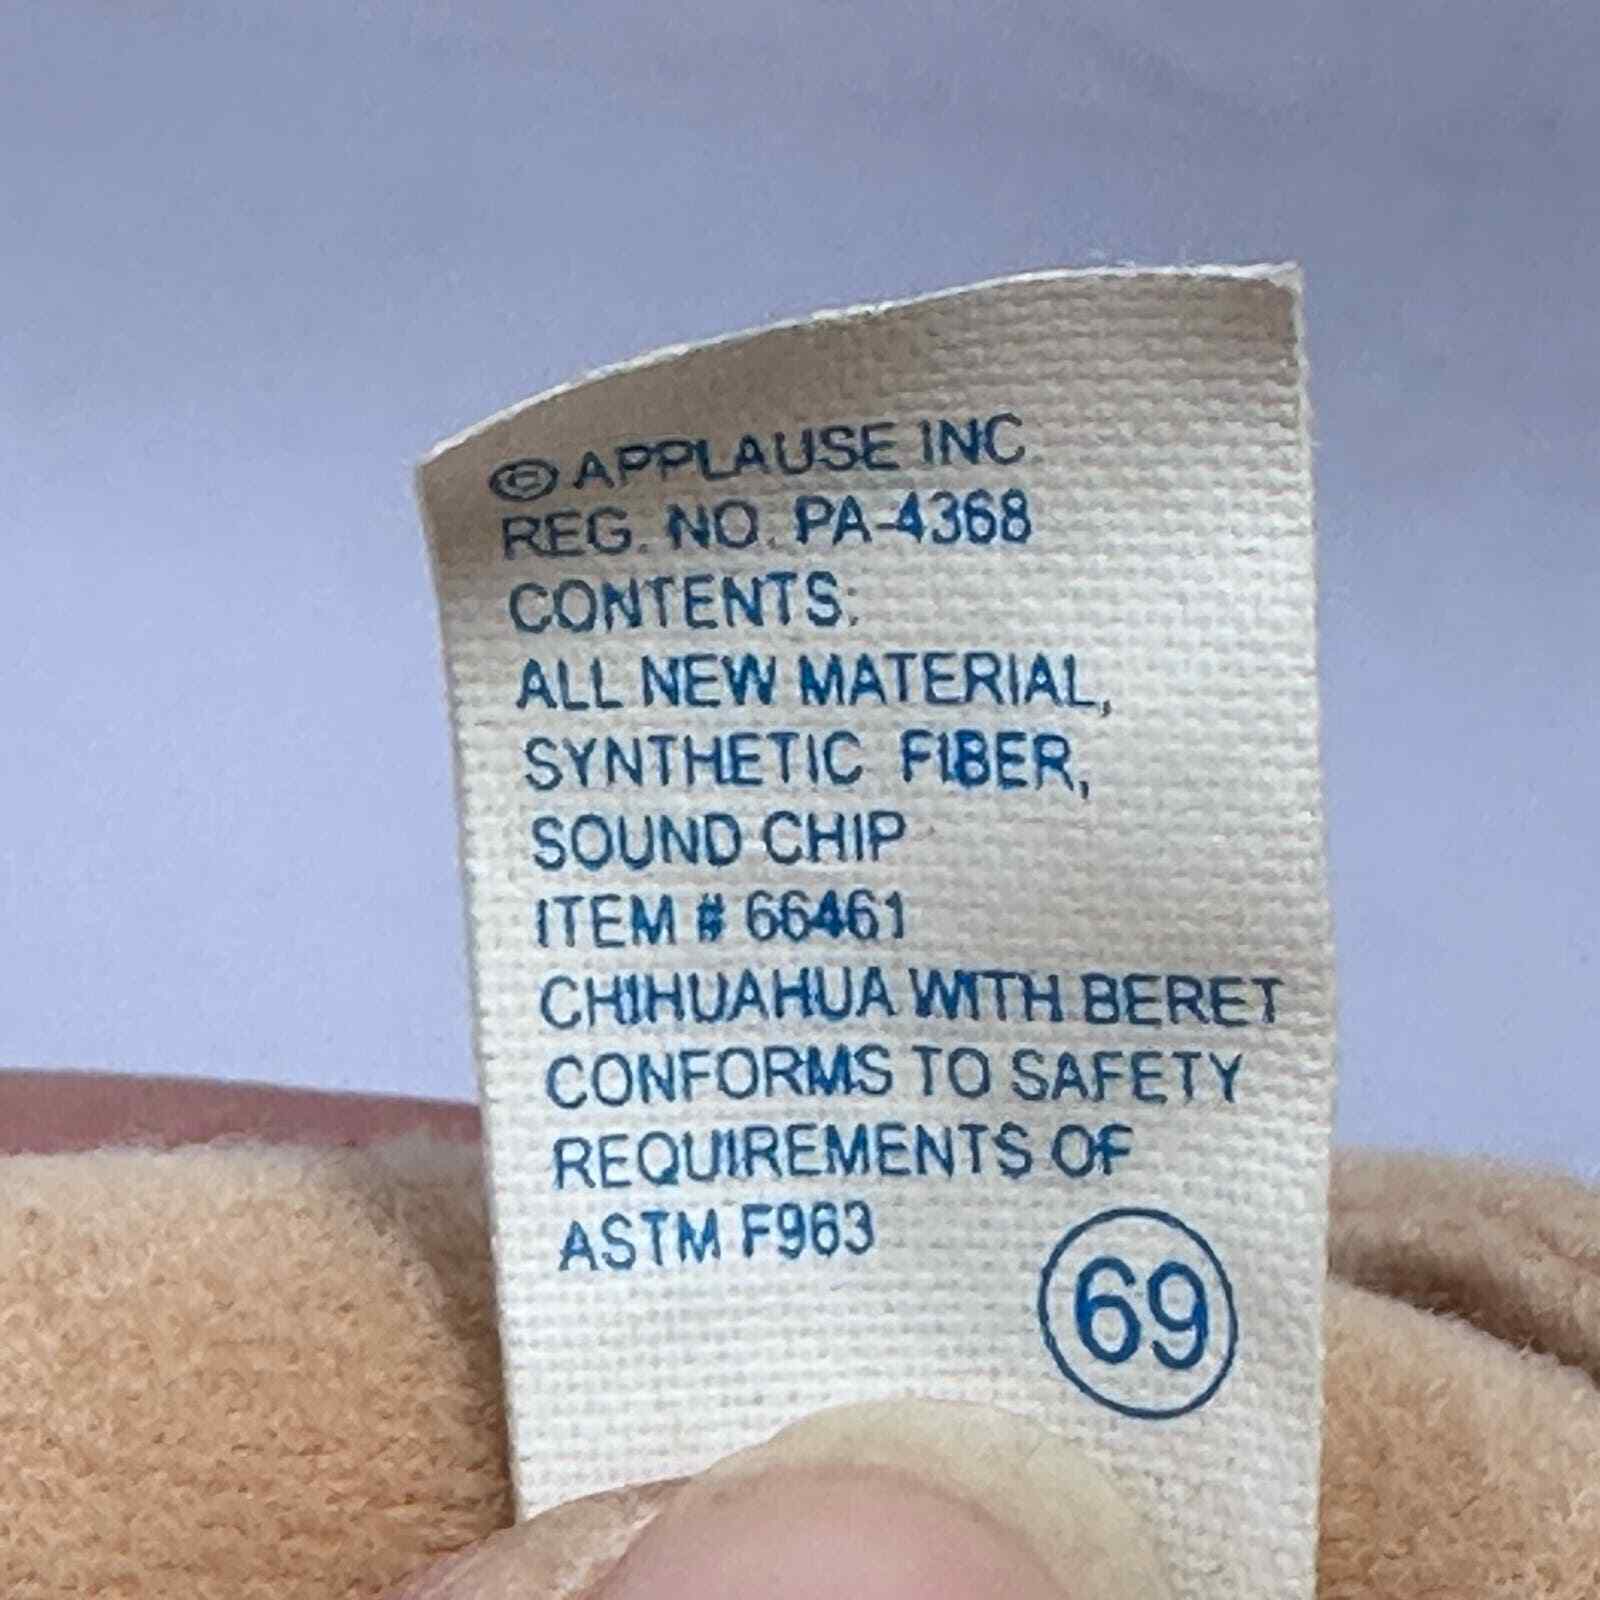 © APPLAUSE INC.
REG. NO. PA-4368
CONTENTS:
ALL NEW MATERIAL,
SYNTHETIC FIBER,
SOUND CHIP
ITEM # 66461
CHIHUAHUA WITH BERET
CONFORMS TO SAFETY
REQUIREMENTS OF
ASTM F963
69